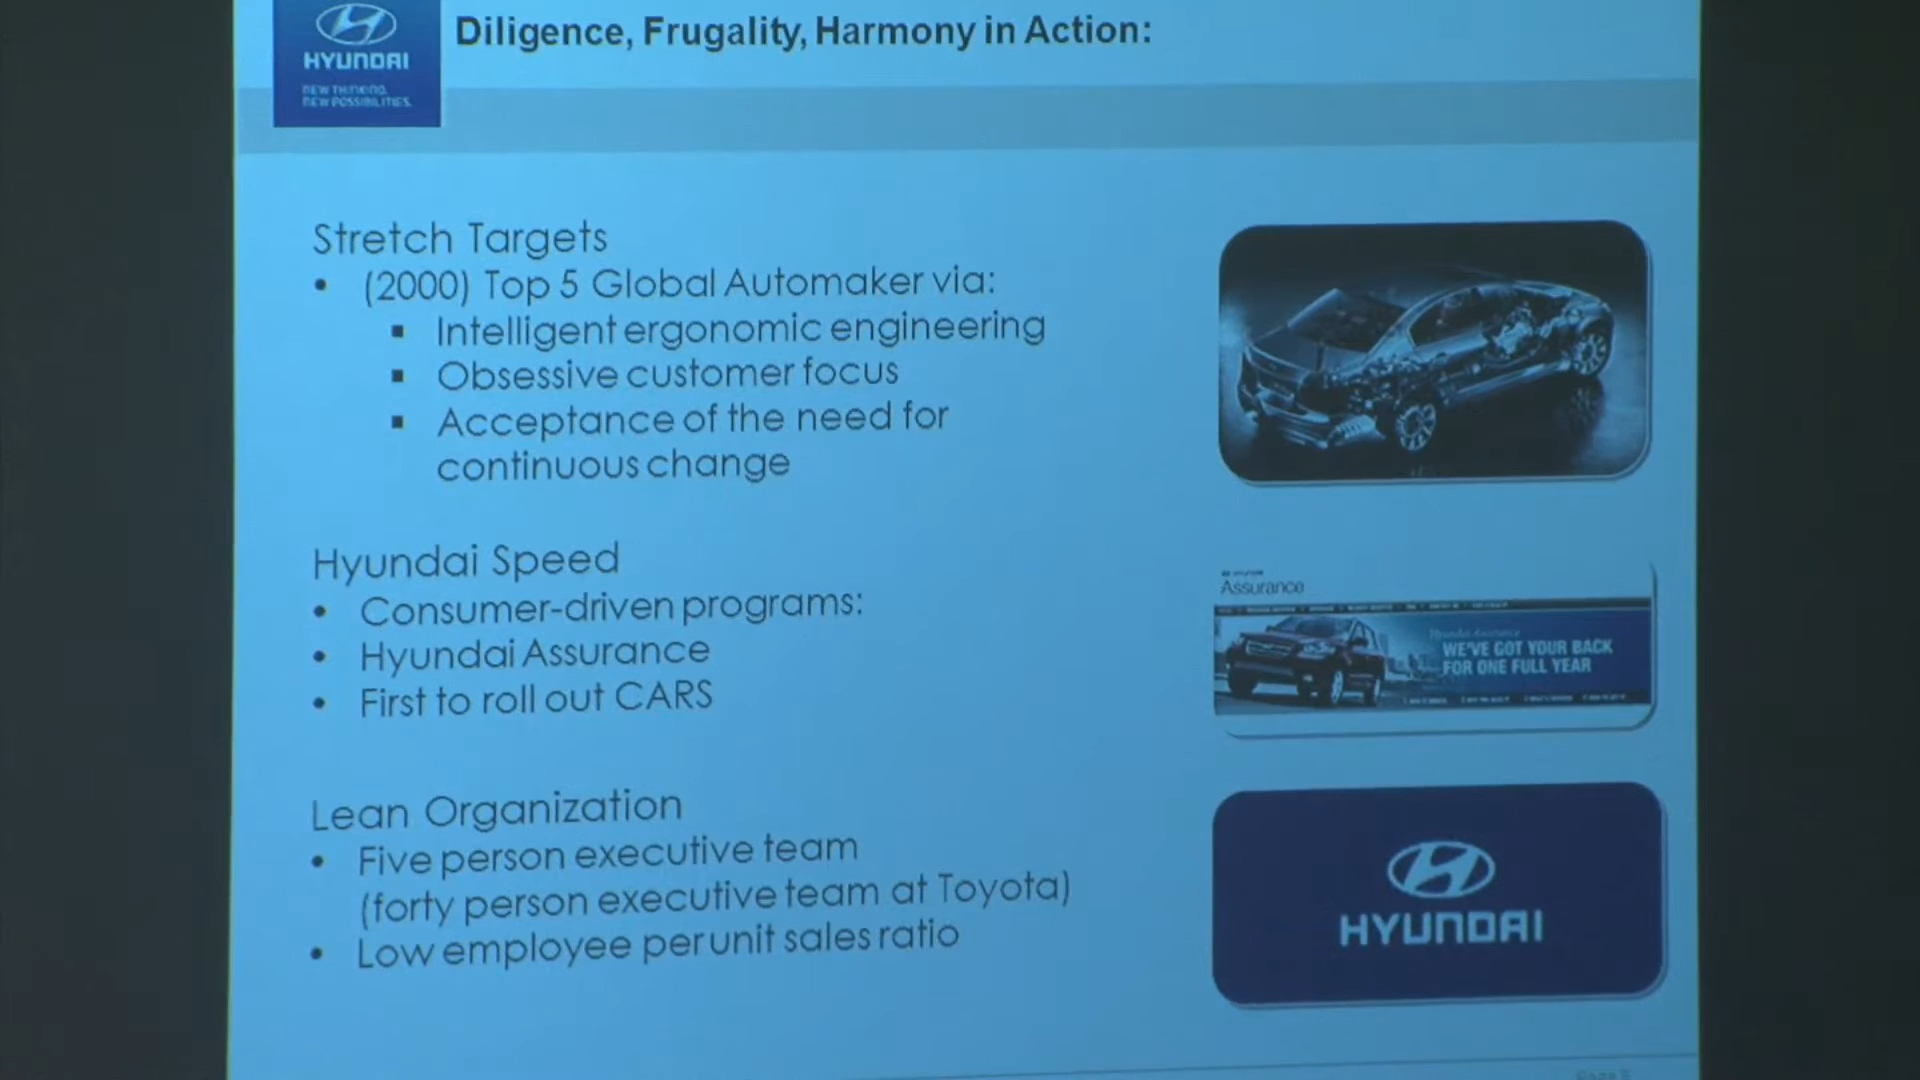 HYUNDAI
NEW THINKING.
NEW POSSIBILITIES.
Diligence, Frugality, Harmony in Action:
Stretch Targets
• (2000) Top 5 Global Automaker via:
▪ Intelligent ergonomic engineering
▪ Obsessive customer focus
▪ Acceptance of the need for
continuous change
Hyundai Speed
• Consumer-driven programs:
• Hyundai Assurance
• First to roll out CARS
Assurance
Hyundai Assurance
WE'VE GOT YOUR BACK
FOR ONE FULL YEAR
Lean Organization
• Five person executive team
(forty person executive team at Toyota)
• Low employee per unit sales ratio
HYUNDAI